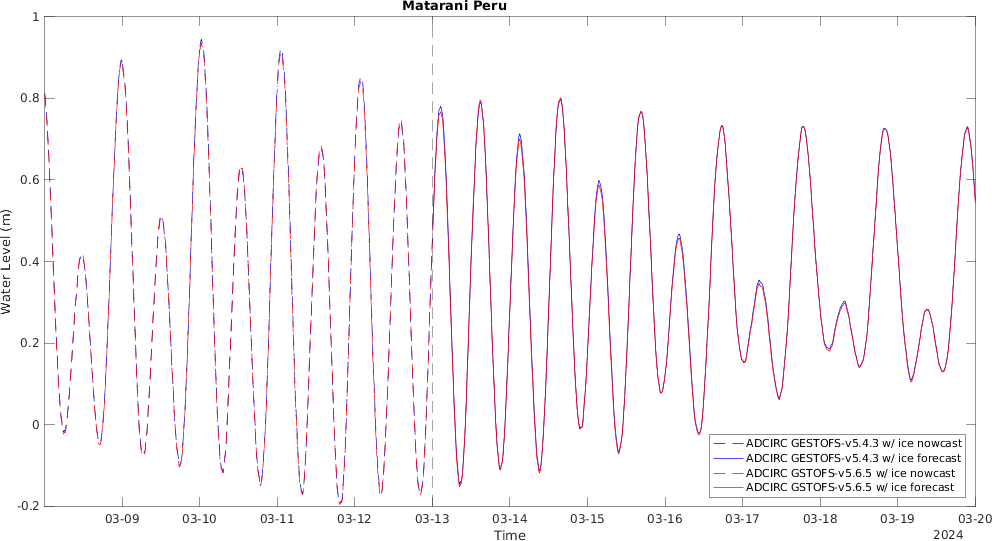 Matarani Peru
1
0.8
0.6
0.4
0.2
0
-0.2
Water Level (m)
03-09 03-10 03-11 03-12 03-13 03-14 03-15 03-16 03-17 03-18 03-19 03-20
Time
2024
ADCIRC GESTOFS-v5.4.3 w/ ice nowcast
ADCIRC GESTOFS-v5.4.3 w/ ice forecast
ADCIRC GSTOFS-v5.6.5 w/ ice nowcast
ADCIRC GSTOFS-v5.6.5 w/ ice forecast